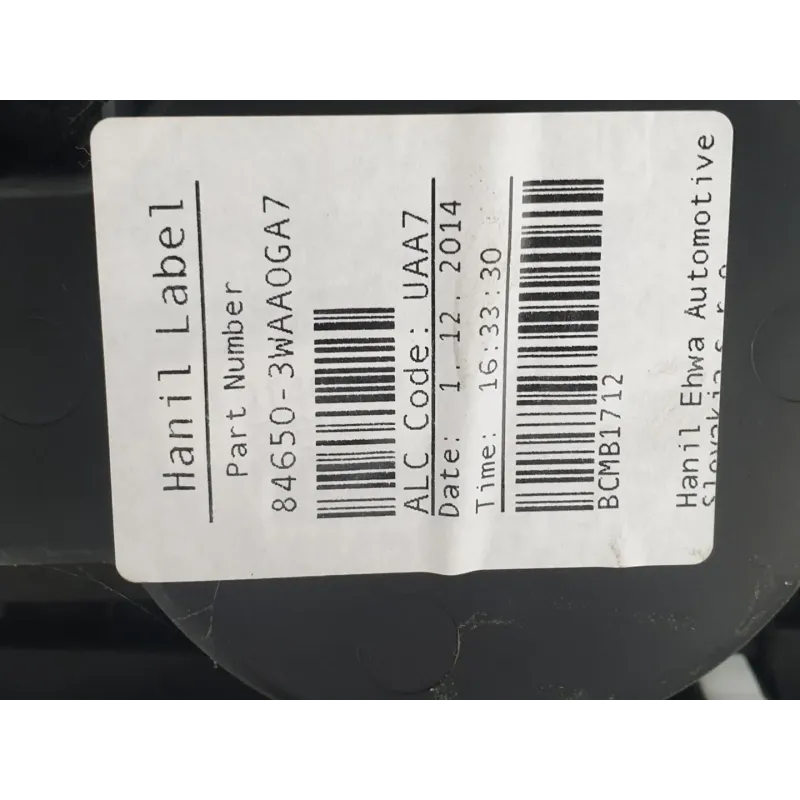 Hanil Label
Part Number
84650-3WAA0GA7
ALC Code: UAA7
Date: 1.12.2014
Time: 16:33:30
BCMB1712
Hanil Ehwa Automotive
Slovakia s.r.o